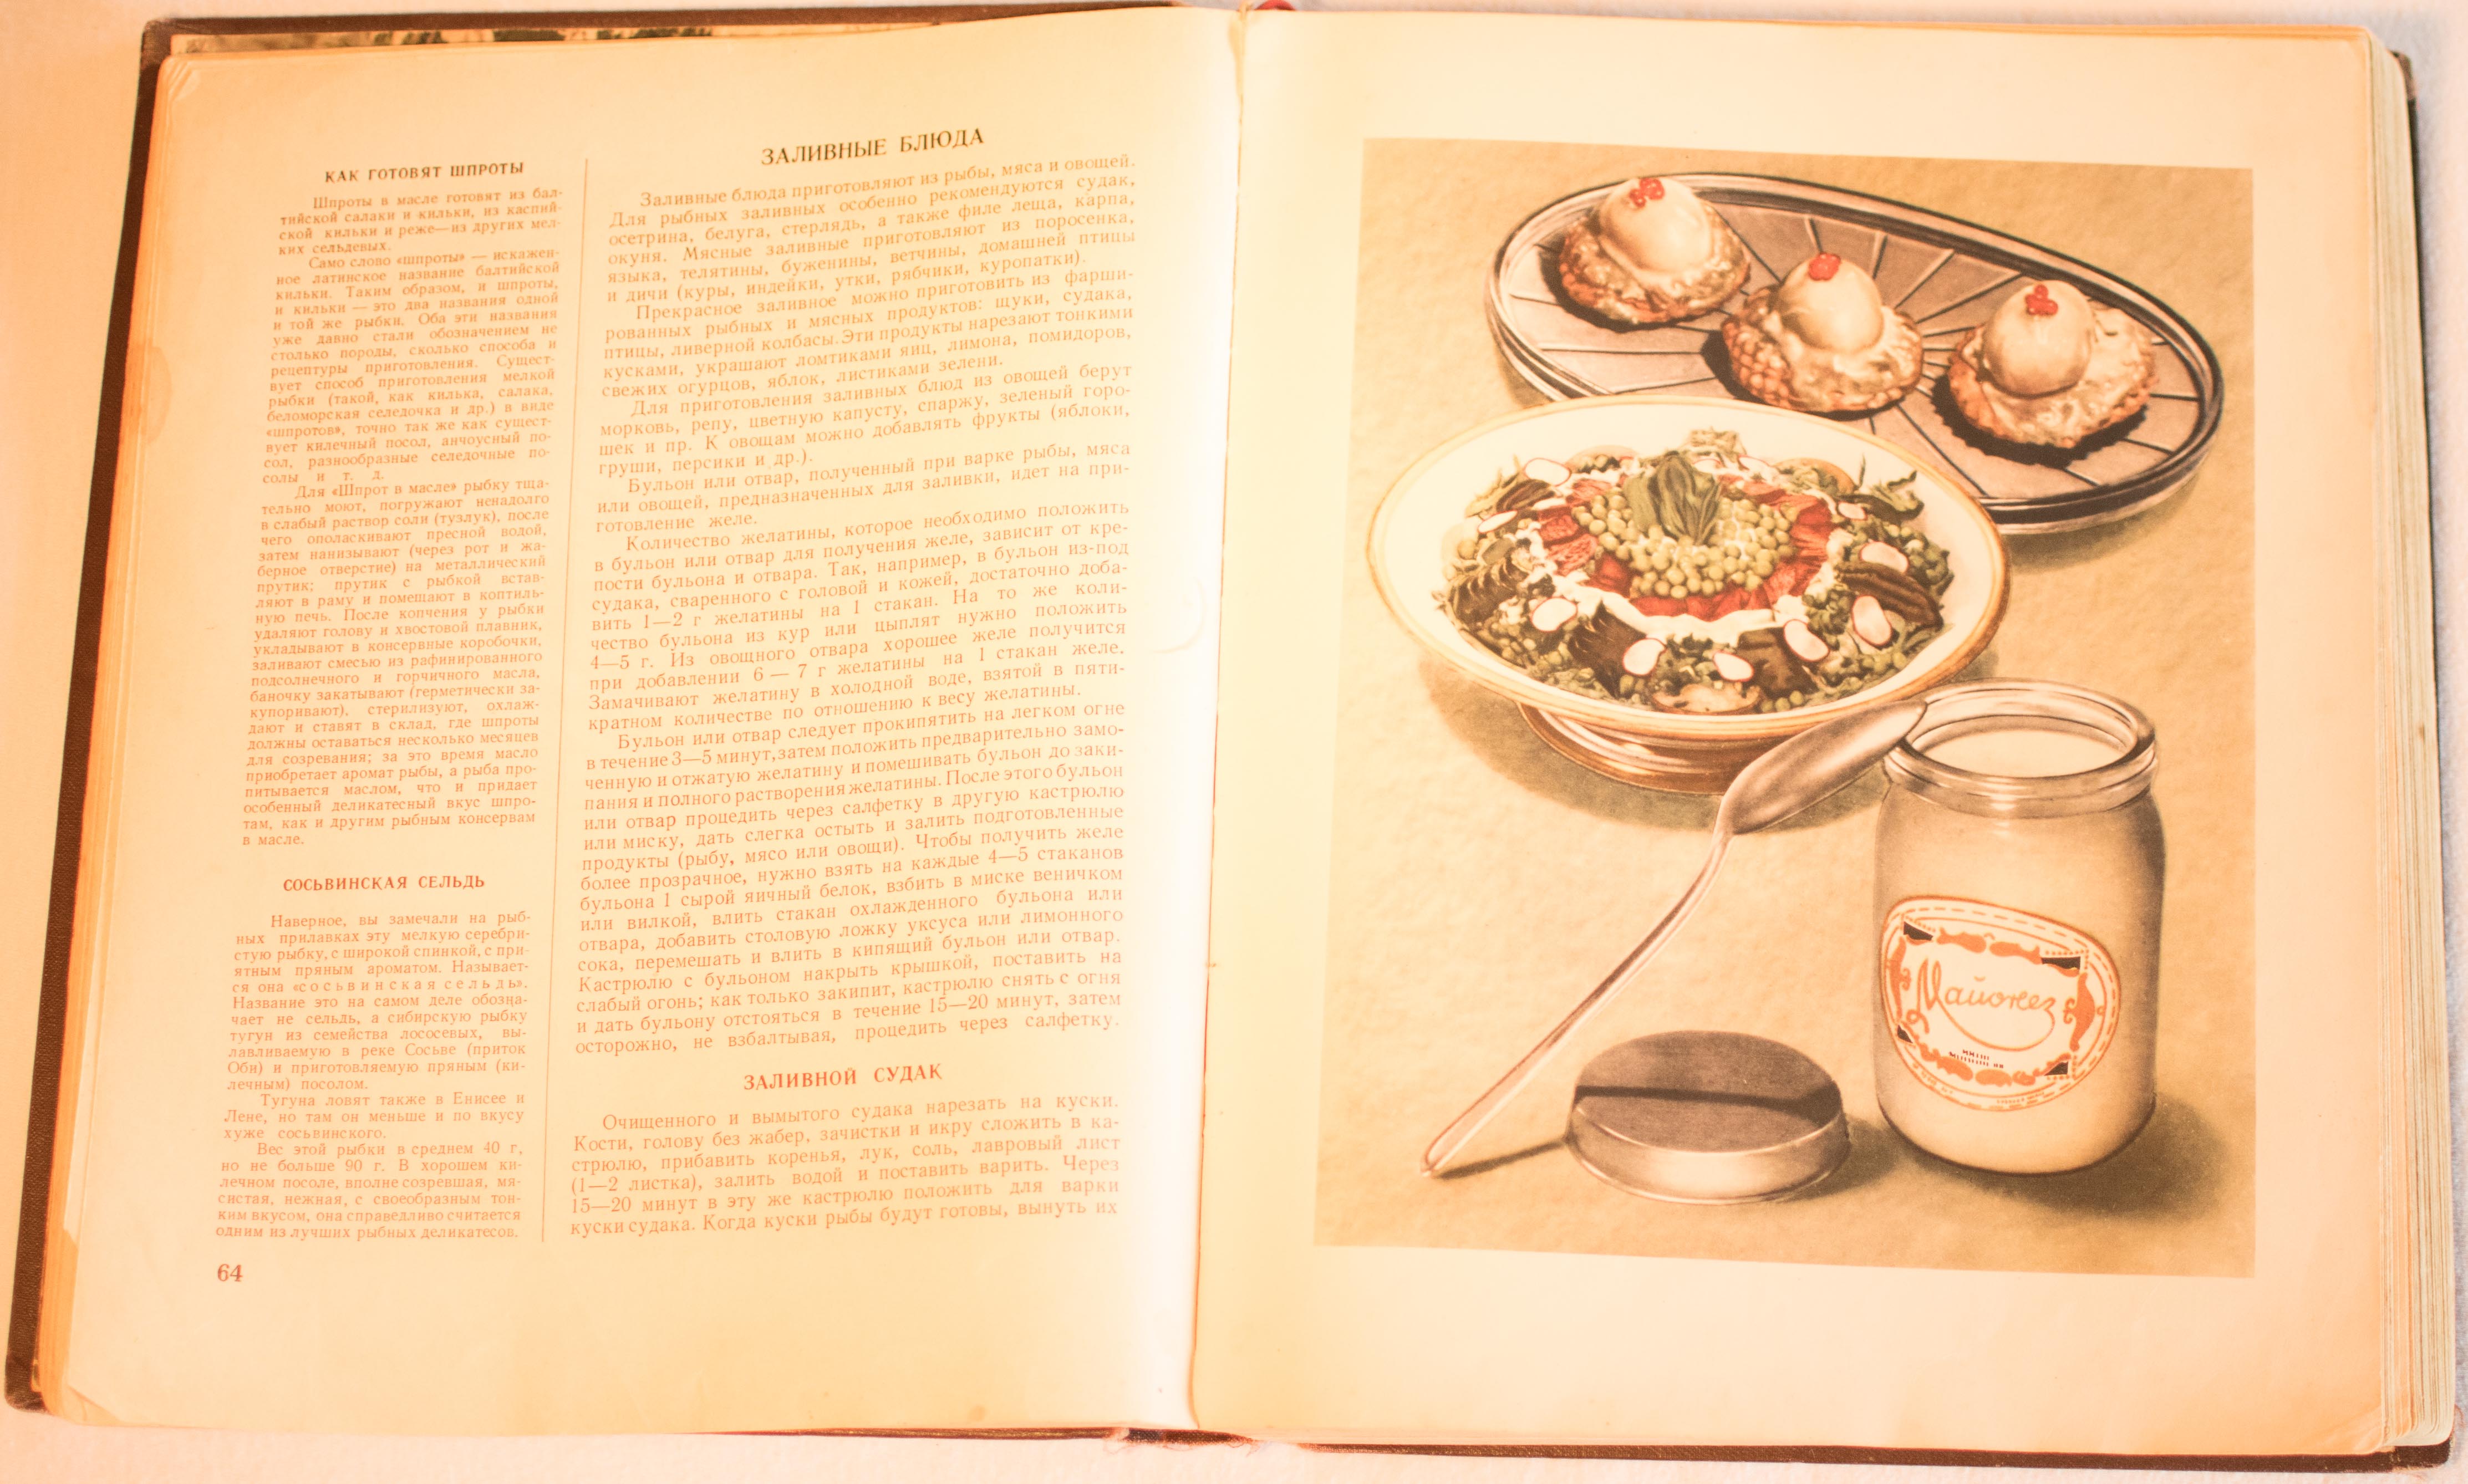 КАК ГОТОВЯТ ШПРОТЫ
Шпроты в масле готовят из бал-
тийской салаки и кильки, из каспий-
ской кильки и реже—из других мел-
ких сельдевых.
Само слово «шпроты» — искажен-
ное латинское название балтийской
кильки. Таким образом, и шпроты,
и кильки — это два названия одной
и той же рыбки. Оба эти названия
уже давно стали обозначением не
столько породы, сколько способа и
рецептуры приготовления. Сущест-
вует способ приготовления мелкой
рыбки (такой, как килька, салака,
беломорская селедочка и др.) в виде
«шпротов», точно так же как сущест-
вует килечный посол, анчоусный по-
сол, разнообразные селедочные по-
солы и т. д.
Для «Шпрот в масле» рыбку тща-
тельно моют, погружают ненадолго
в слабый раствор соли (тузлук), после
чего ополаскивают пресной водой,
затем нанизывают (через рот и жа-
берное отверстие) на металлический
прутик; прутик с рыбкой встав-
ляют в раму и помещают в коптиль-
ную печь. После копчения у рыбки
удаляют голову и хвостовой плавник,
укладывают в консервные коробочки,
заливают смесью из рафинированного
подсолнечного и горчичного масла,
баночку закатывают (герметически за-
купоривают), стерилизуют, охлаж-
дают и ставят в склад, где шпроты
должны оставаться несколько месяцев
для созревания; за это время масло
приобретает аромат рыбы, а рыба про-
питывается маслом, что и придает
особенный деликатесный вкус шпро-
там, как и другим рыбным консервам
в масле.
СОСЬВИНСКАЯ СЕЛЬДЬ
Наверное, вы замечали на рыб-
ных прилавках эту мелкую серебри-
стую рыбку, с широкой спинкой, с при-
ятным пряным ароматом. Называет-
ся она «сосьвинская сельдь».
Название это на самом деле обозна-
чает не сельдь, а сибирскую рыбку
тугун из семейства лососевых, вы-
лавливаемую в реке Сосьве (приток
Оби) и приготовляемую пряным (ки-
лечным) посолом.
Тугуна ловят также в Енисее и
Лене, но там он меньше и по вкусу
хуже сосьвинского.
Вес этой рыбки в среднем 40 г,
но не больше 90 г. В хорошем ки-
лечном посоле, вполне созревшая, мя-
систая, нежная, с своеобразным тон-
ким вкусом, она справедливо считается
одним из лучших рыбных деликатесов.
64
ЗАЛИВНЫЕ БЛЮДА
Заливные блюда приготовляют из рыбы, мяса и овощей.
Для рыбных заливных особенно рекомендуются судак,
осетрина, белуга, стерлядь, а также филе леща, карпа,
окуня. Мясные заливные приготовляют из поросенка,
языка, телятины, буженины, ветчины, домашней птицы
и дичи (куры, индейки, утки, рябчики, куропатки).
Прекрасное заливное можно приготовить из фарши-
рованных рыбных и мясных продуктов: щуки, судака,
птицы, ливерной колбасы. Эти продукты нарезают тонкими
кусками, украшают ломтиками яиц, лимона, помидоров,
свежих огурцов, яблок, листиками зелени.
Для приготовления заливных блюд из овощей берут
морковь, репу, цветную капусту, спаржу, зеленый горо-
шек и пр. К овощам можно добавлять фрукты (яблоки,
груши, персики и др.).
Бульон или отвар, полученный при варке рыбы, мяса
или овощей, предназначенных для заливки, идет на при-
готовление желе.
Количество желатины, которое необходимо положить
в бульон или отвар для получения желе, зависит от кре-
пости бульона и отвара. Так, например, в бульон из-под
судака, сваренного с головой и кожей, достаточно доба-
вить 1—2 г желатины на 1 стакан. На то же коли-
чество бульона из кур или цыплят нужно положить
4—5 г. Из овощного отвара хорошее желе получится
при добавлении 6 — 7 г желатины на 1 стакан желе.
Замачивают желатину в холодной воде, взятой в пяти-
кратном количестве по отношению к весу желатины.
Бульон или отвар следует прокипятить на легком огне
в течение 3—5 минут, затем положить предварительно замо-
ченную и отжатую желатину и помешивать бульон до заки-
пания и полного растворения желатины. После этого бульон
или отвар процедить через салфетку в другую кастрюлю
или миску, дать слегка остыть и залить подготовленные
продукты (рыбу, мясо или овощи). Чтобы получить желе
более прозрачное, нужно взять на каждые 4—5 стаканов
бульона 1 сырой яичный белок, взбить в миске веничком
или вилкой, влить стакан охлажденного бульона или
отвара, добавить столовую ложку уксуса или лимонного
сока, перемешать и влить в кипящий бульон или отвар.
Кастрюлю с бульоном накрыть крышкой, поставить на
слабый огонь; как только закипит, кастрюлю снять с огня
и дать бульону отстояться в течение 15—20 минут, затем
осторожно, не взбалтывая, процедить через салфетку.
ЗАЛИВНОЙ СУДАК
Очищенного и вымытого судака нарезать на куски.
Кости, голову без жабер, зачистки и икру сложить в ка-
стрюлю, прибавить коренья, лук, соль, лавровый лист
(1—2 листка), залить водой и поставить варить. Через
15—20 минут в эту же кастрюлю положить для варки
куски судака. Когда куски рыбы будут готовы, вынуть их
Майонез